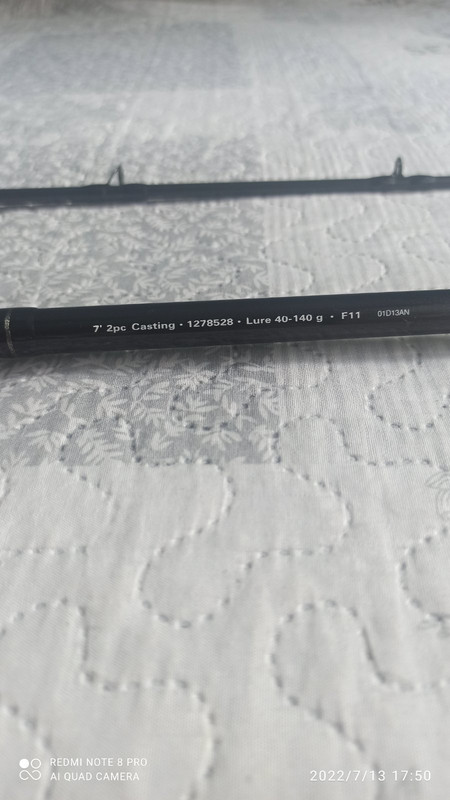 7' 2pc Casting • 1278528 • Lure 40-140 g • F11 01D13AN
REDMI NOTE 8 PRO
AI QUAD CAMERA
2022/7/13 17:50